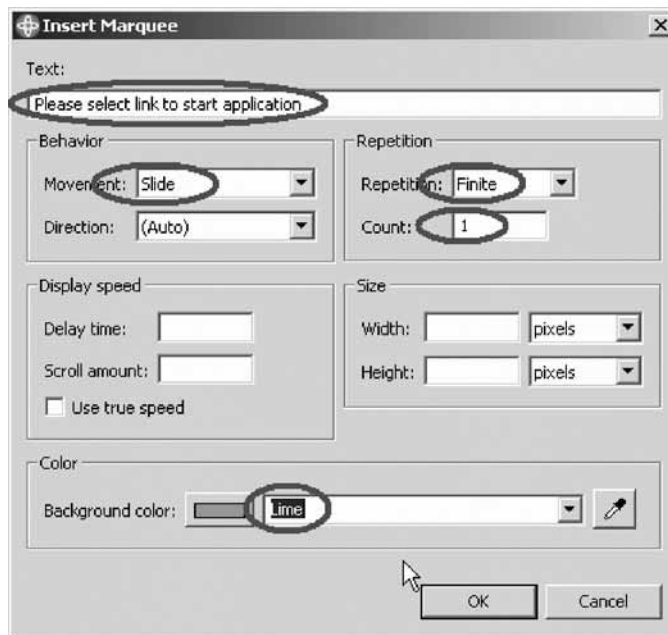 Insert Marquee
Text:
Please select link to start application
Behavior
Movement: Slide
Direction: (Auto)
Repetition
Repetition: Finite
Count: 1
Display speed
Delay time:
Scroll amount:
Use true speed
Size
Width: pixels
Height: pixels
Color
Background color: Lime
OK Cancel